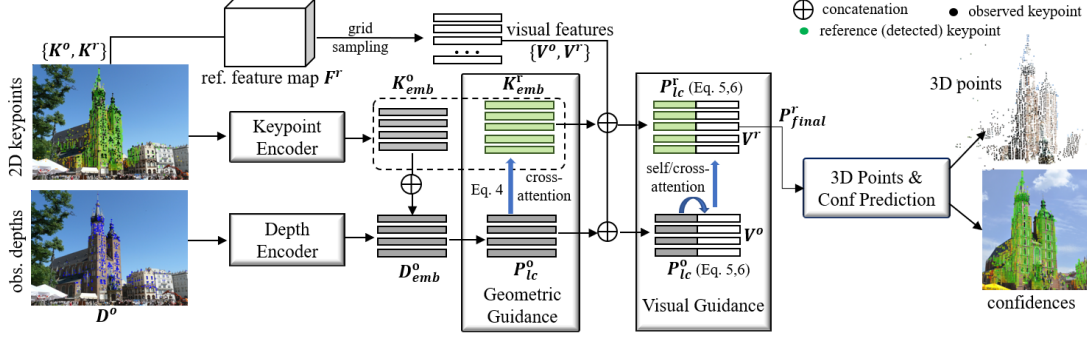 concatenation
observed keypoint
reference (detected) keypoint
{K^o, K^r}
grid
sampling
visual features
{V^o, V^r}
ref. feature map F^r
2D keypoints
Keypoint
Encoder
K^o_emb
K^r_emb
P^r_lc (Eq. 5,6)
V^r
P^r_final
3D points
Eq. 4
cross-
attention
self/cross-
attention
3D Points &
Conf Prediction
obs. depths
Depth
Encoder
D^o
D^o_emb
P^o_lc
Geometric
Guidance
V^o
P^o_lc (Eq. 5,6)
Visual Guidance
confidences